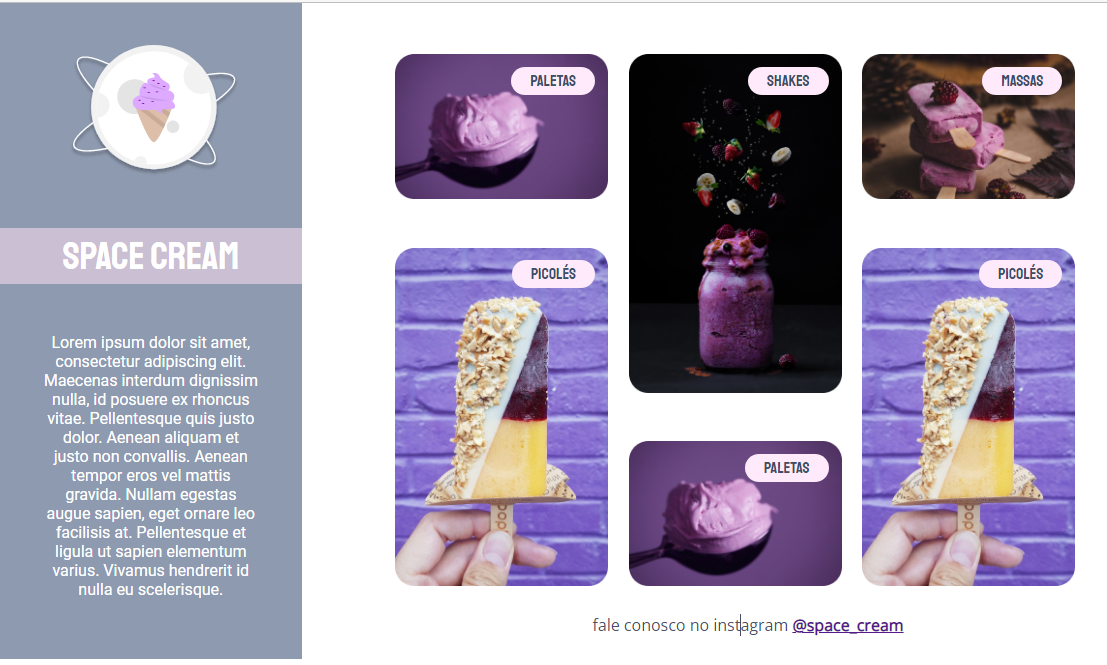 SPACE CREAM
Lorem ipsum dolor sit amet,
consectetur adipiscing elit.
Maecenas interdum dignissim
nulla, id posuere ex rhoncus
vitae. Pellentesque quis justo
dolor. Aenean aliquam et
justo non convallis. Aenean
tempor eros vel mattis
gravida. Nullam egestas
augue sapien, eget ornare leo
facilisis at. Pellentesque et
ligula ut sapien elementum
varius. Vivamus hendrerit id
nulla eu scelerisque.
PALETAS
SHAKES
MASSAS
PICOLÉS
PICOLÉS
PALETAS
fale conosco no instagram @space_cream